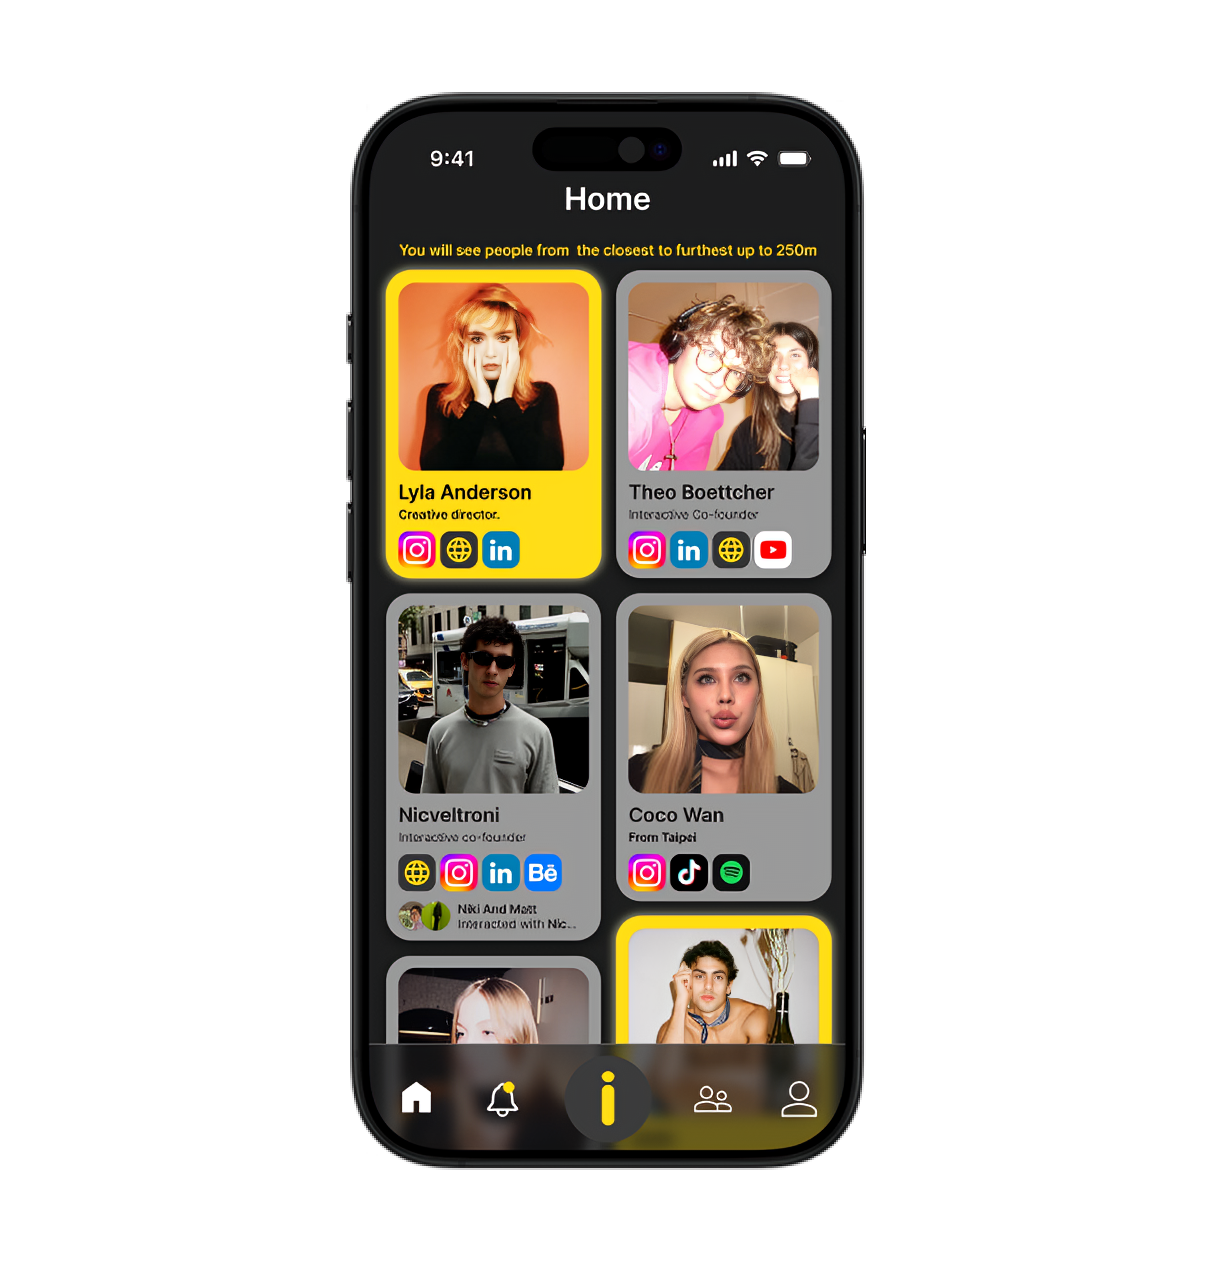 9:41
Home
You will see people from the closest to furthest up to 250m
Lyla Anderson
Creative director.
in
Theo Boettcher
Interactive Co-founder
in
Nicveltroni
Interactive co-founder
in
Bē
Niki And Matt
Interacted with Nic...
Coco Wan
From Taipei
i